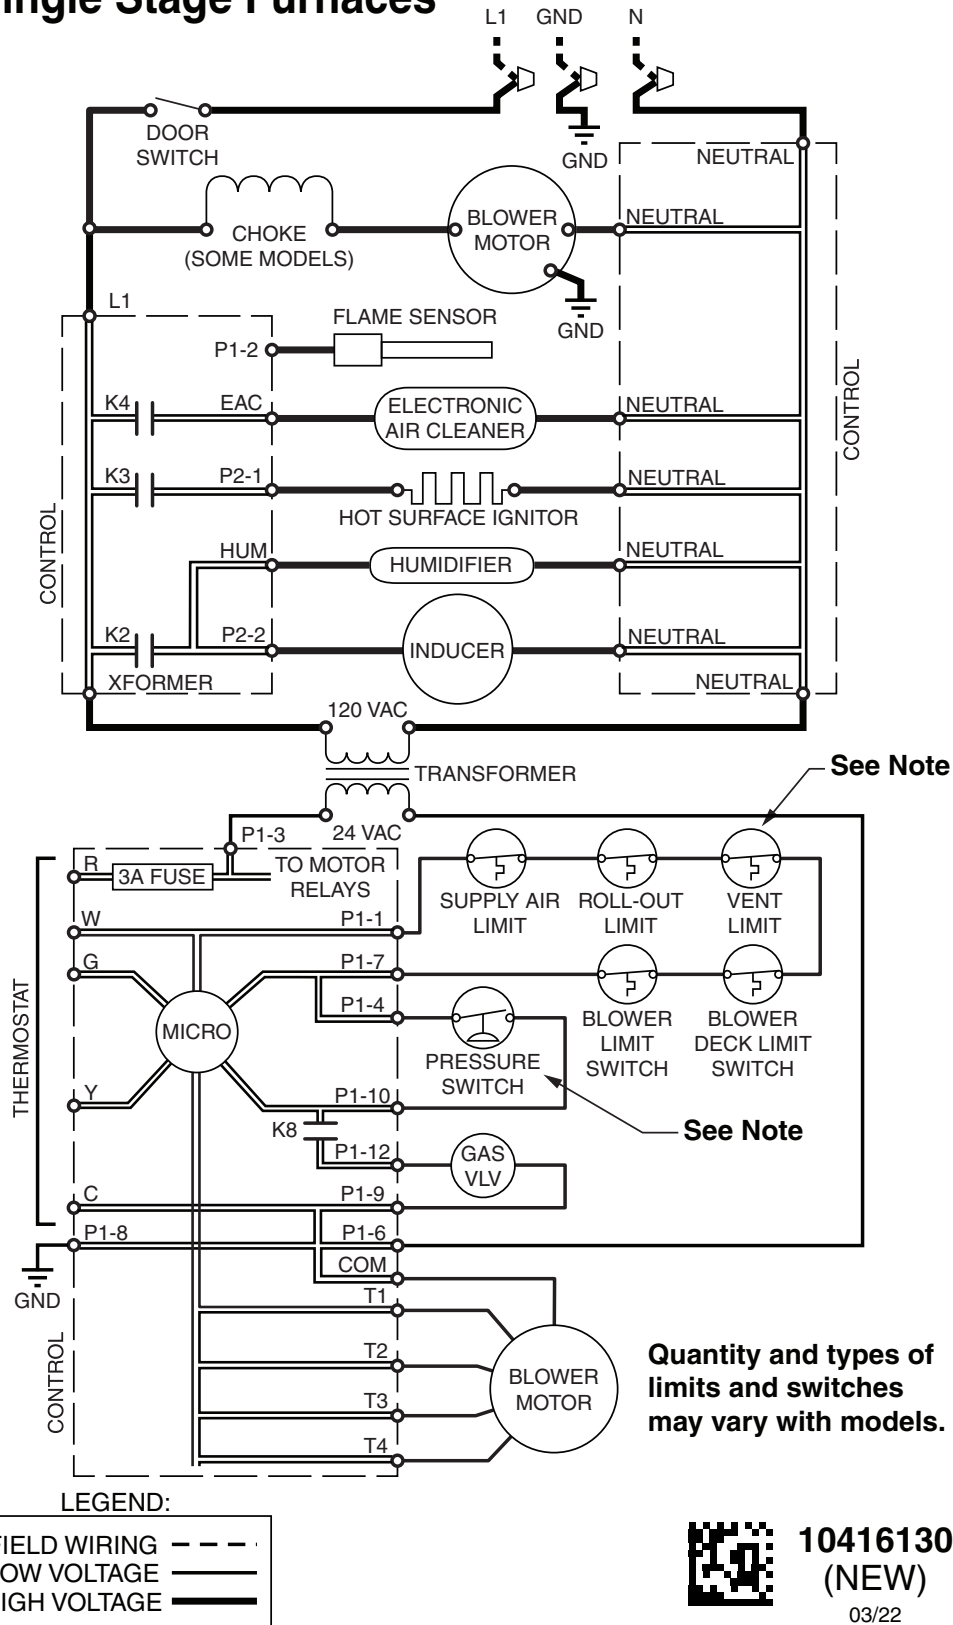 ingle Stage Furnaces
L1 GND N
DOOR
SWITCH
GND
NEUTRAL
CHOKE
(SOME MODELS)
BLOWER
MOTOR
NEUTRAL
GND
L1
FLAME SENSOR
P1-2
K4
EAC
ELECTRONIC
AIR CLEANER
NEUTRAL
CONTROL
K3
P2-1
HOT SURFACE IGNITOR
NEUTRAL
CONTROL
HUM
HUMIDIFIER
NEUTRAL
K2
P2-2
INDUCER
NEUTRAL
XFORMER
NEUTRAL
120 VAC
TRANSFORMER
24 VAC
See Note
P1-3
R
3A FUSE
TO MOTOR
RELAYS
SUPPLY AIR
LIMIT
ROLL-OUT
LIMIT
VENT
LIMIT
W
P1-1
G
P1-7
P1-4
MICRO
PRESSURE
SWITCH
BLOWER
LIMIT
SWITCH
BLOWER
DECK LIMIT
SWITCH
THERMOSTAT
Y
P1-10
See Note
K8
P1-12
GAS
VLV
C
P1-9
P1-8
P1-6
GND
COM
T1
T2
T3
T4
BLOWER
MOTOR
CONTROL
Quantity and types of
limits and switches
may vary with models.
LEGEND:
FIELD WIRING
OW VOLTAGE
IGH VOLTAGE
10416130
(NEW)
03/22